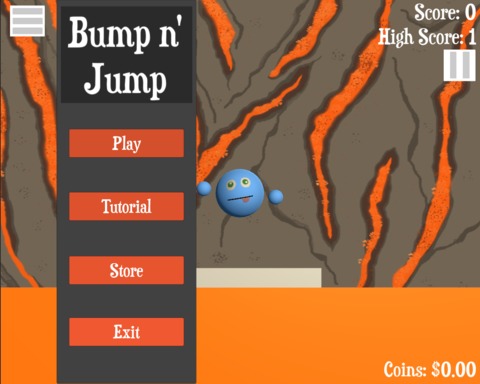 Bump n'
Jump
Play
Tutorial
Store
Exit
Score: 0
High Score: 1
Coins: $0.00